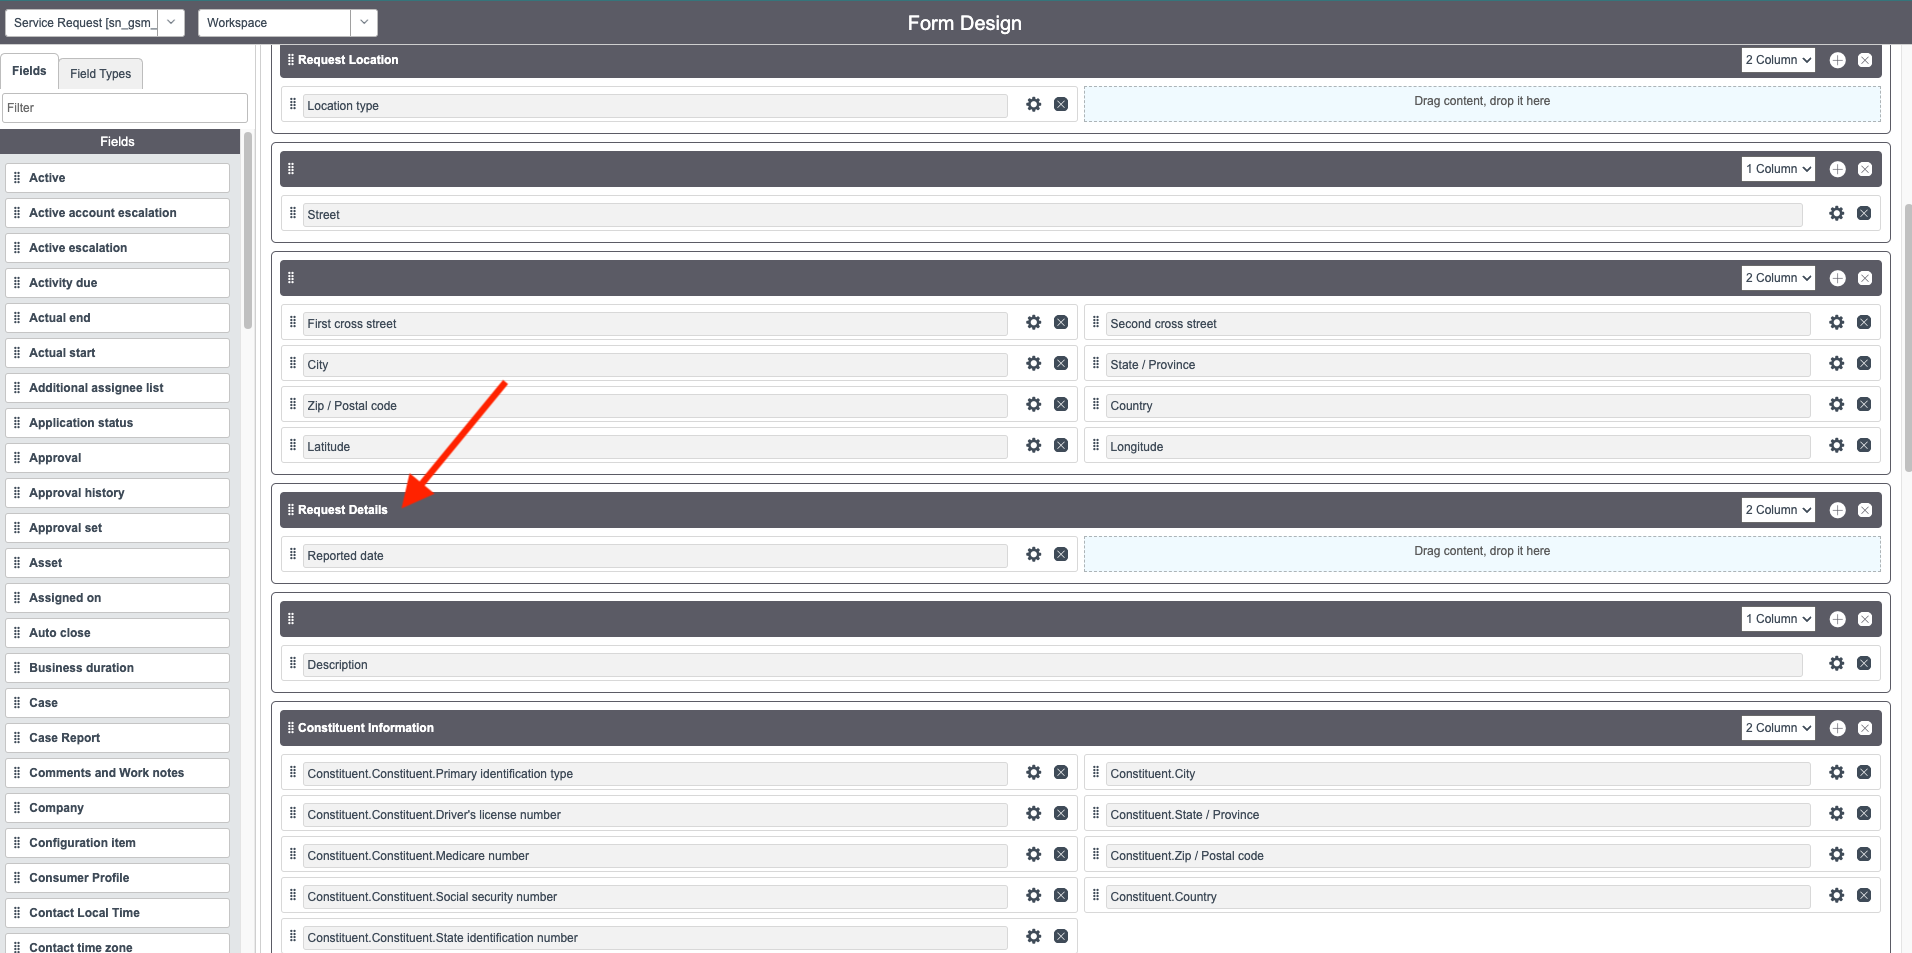 Service Request [sn_gsm_
Workspace
Form Design
Fields
Field Types
Filter
Fields
Active
Active account escalation
Active escalation
Activity due
Actual end
Actual start
Additional assignee list
Application status
Approval
Approval history
Approval set
Asset
Assigned on
Auto close
Business duration
Case
Case Report
Comments and Work notes
Company
Configuration item
Consumer Profile
Contact Local Time
Contact time zone
Request Location
2 Column
Location type
Drag content, drop it here
1 Column
Street
2 Column
First cross street
Second cross street
City
State / Province
Zip / Postal code
Country
Latitude
Longitude
Request Details
2 Column
Reported date
Drag content, drop it here
1 Column
Description
Constituent Information
2 Column
Constituent.Constituent.Primary identification type
Constituent.City
Constituent.Constituent.Driver's license number
Constituent.State / Province
Constituent.Constituent.Medicare number
Constituent.Zip / Postal code
Constituent.Constituent.Social security number
Constituent.Country
Constituent.Constituent.State identification number